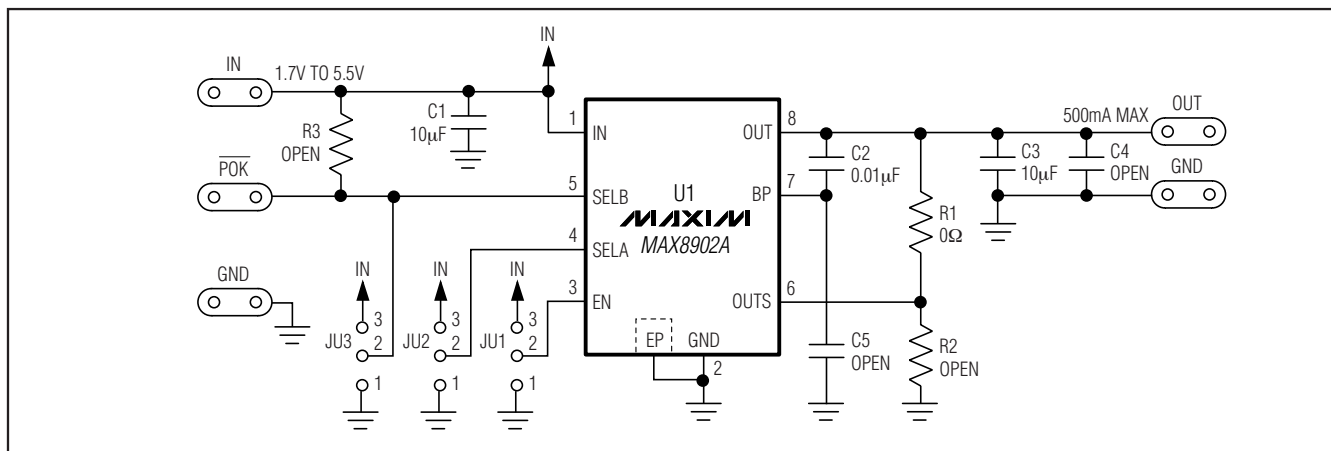 IN
IN
1.7V TO 5.5V
C1
10µF
R3
OPEN
P̅O̅K̅
GND
1
IN
5
SELB
4
SELA
3
EN
U1
MAXIM
MAX8902A
EP
GND
2
OUT
8
BP
7
OUTS
6
C2
0.01µF
C5
OPEN
R1
0Ω
R2
OPEN
C3
10µF
C4
OPEN
500mA MAX
OUT
GND
IN
JU3
3
2
1
IN
JU2
3
2
1
IN
JU1
3
2
1